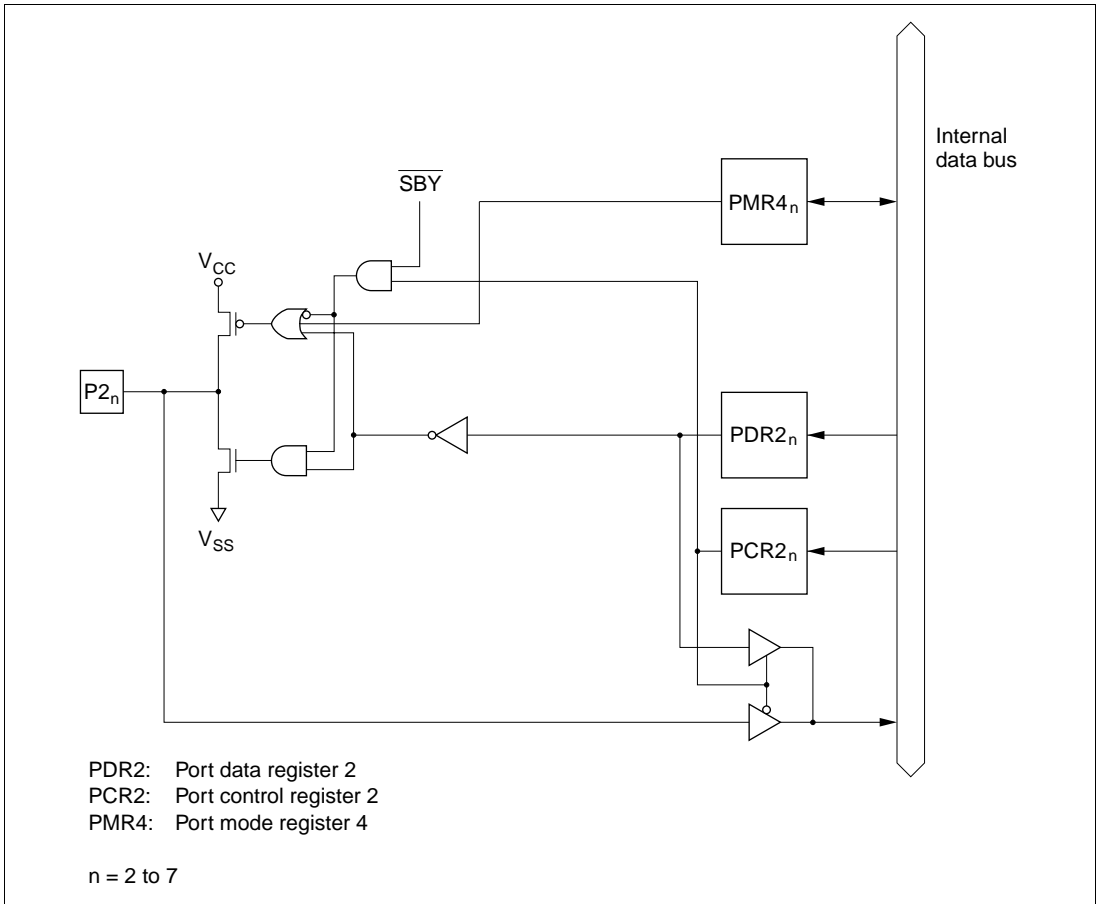 Internal
data bus
SBY
PMR4n
VCC
P2n
PDR2n
VSS
PCR2n
PDR2: Port data register 2
PCR2: Port control register 2
PMR4: Port mode register 4
n = 2 to 7